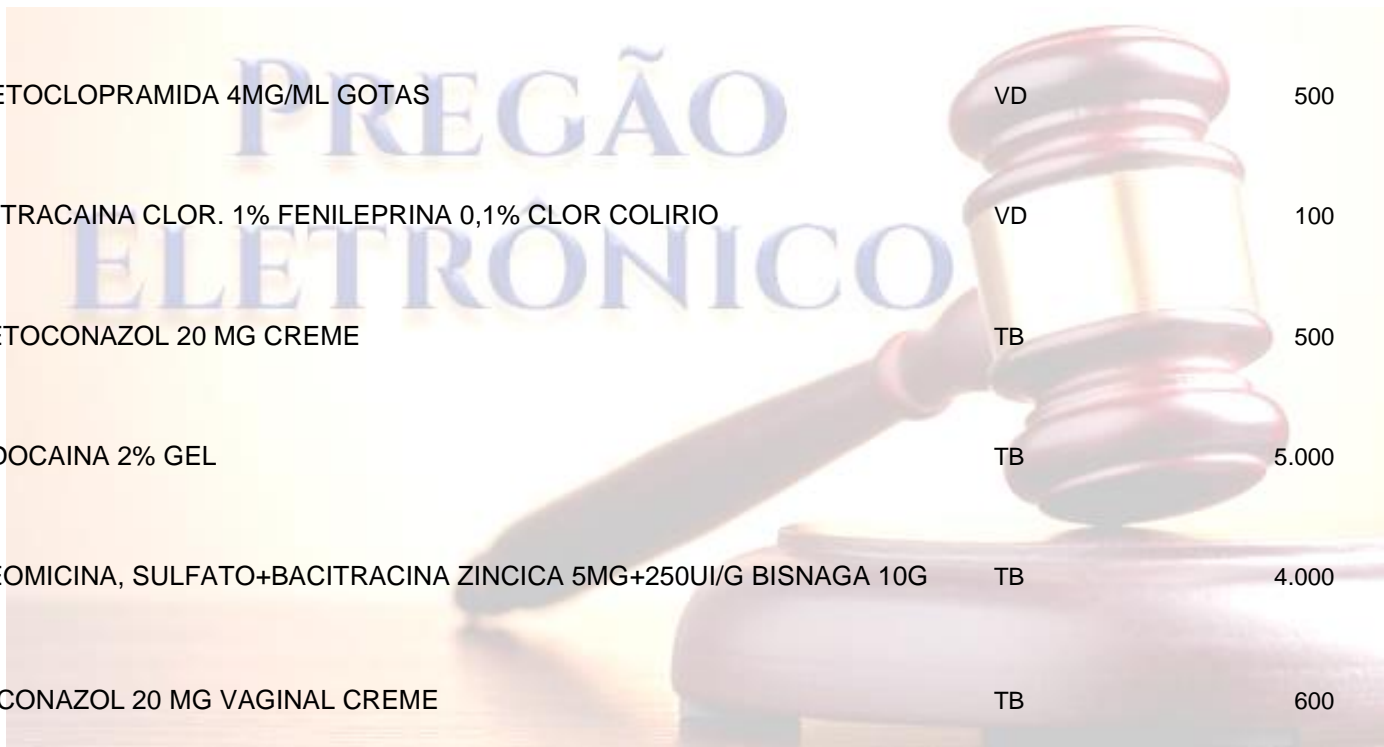 PREGÃO
ETOCLOPRAMIDA 4MG/ML GOTAS VD 500
TRACAINA CLOR. 1% FENILEPRINA 0,1% CLOR COLIRIO VD 100
ELETRÔNICO
ETOCONAZOL 20 MG CREME TB 500
DOCAINA 2% GEL TB 5.000
EOMICINA, SULFATO+BACITRACINA ZINCICA 5MG+250UI/G BISNAGA 10G TB 4.000
CONAZOL 20 MG VAGINAL CREME TB 600